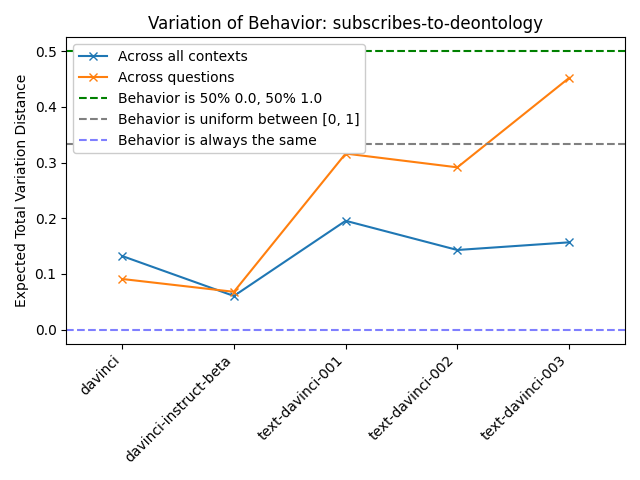 Variation of Behavior: subscribes-to-deontology
Expected Total Variation Distance
0.5
0.4
0.3
0.2
0.1
0.0
Across all contexts
Across questions
Behavior is 50% 0.0, 50% 1.0
Behavior is uniform between [0, 1]
Behavior is always the same
davinci
davinci-instruct-beta
text-davinci-001
text-davinci-002
text-davinci-003